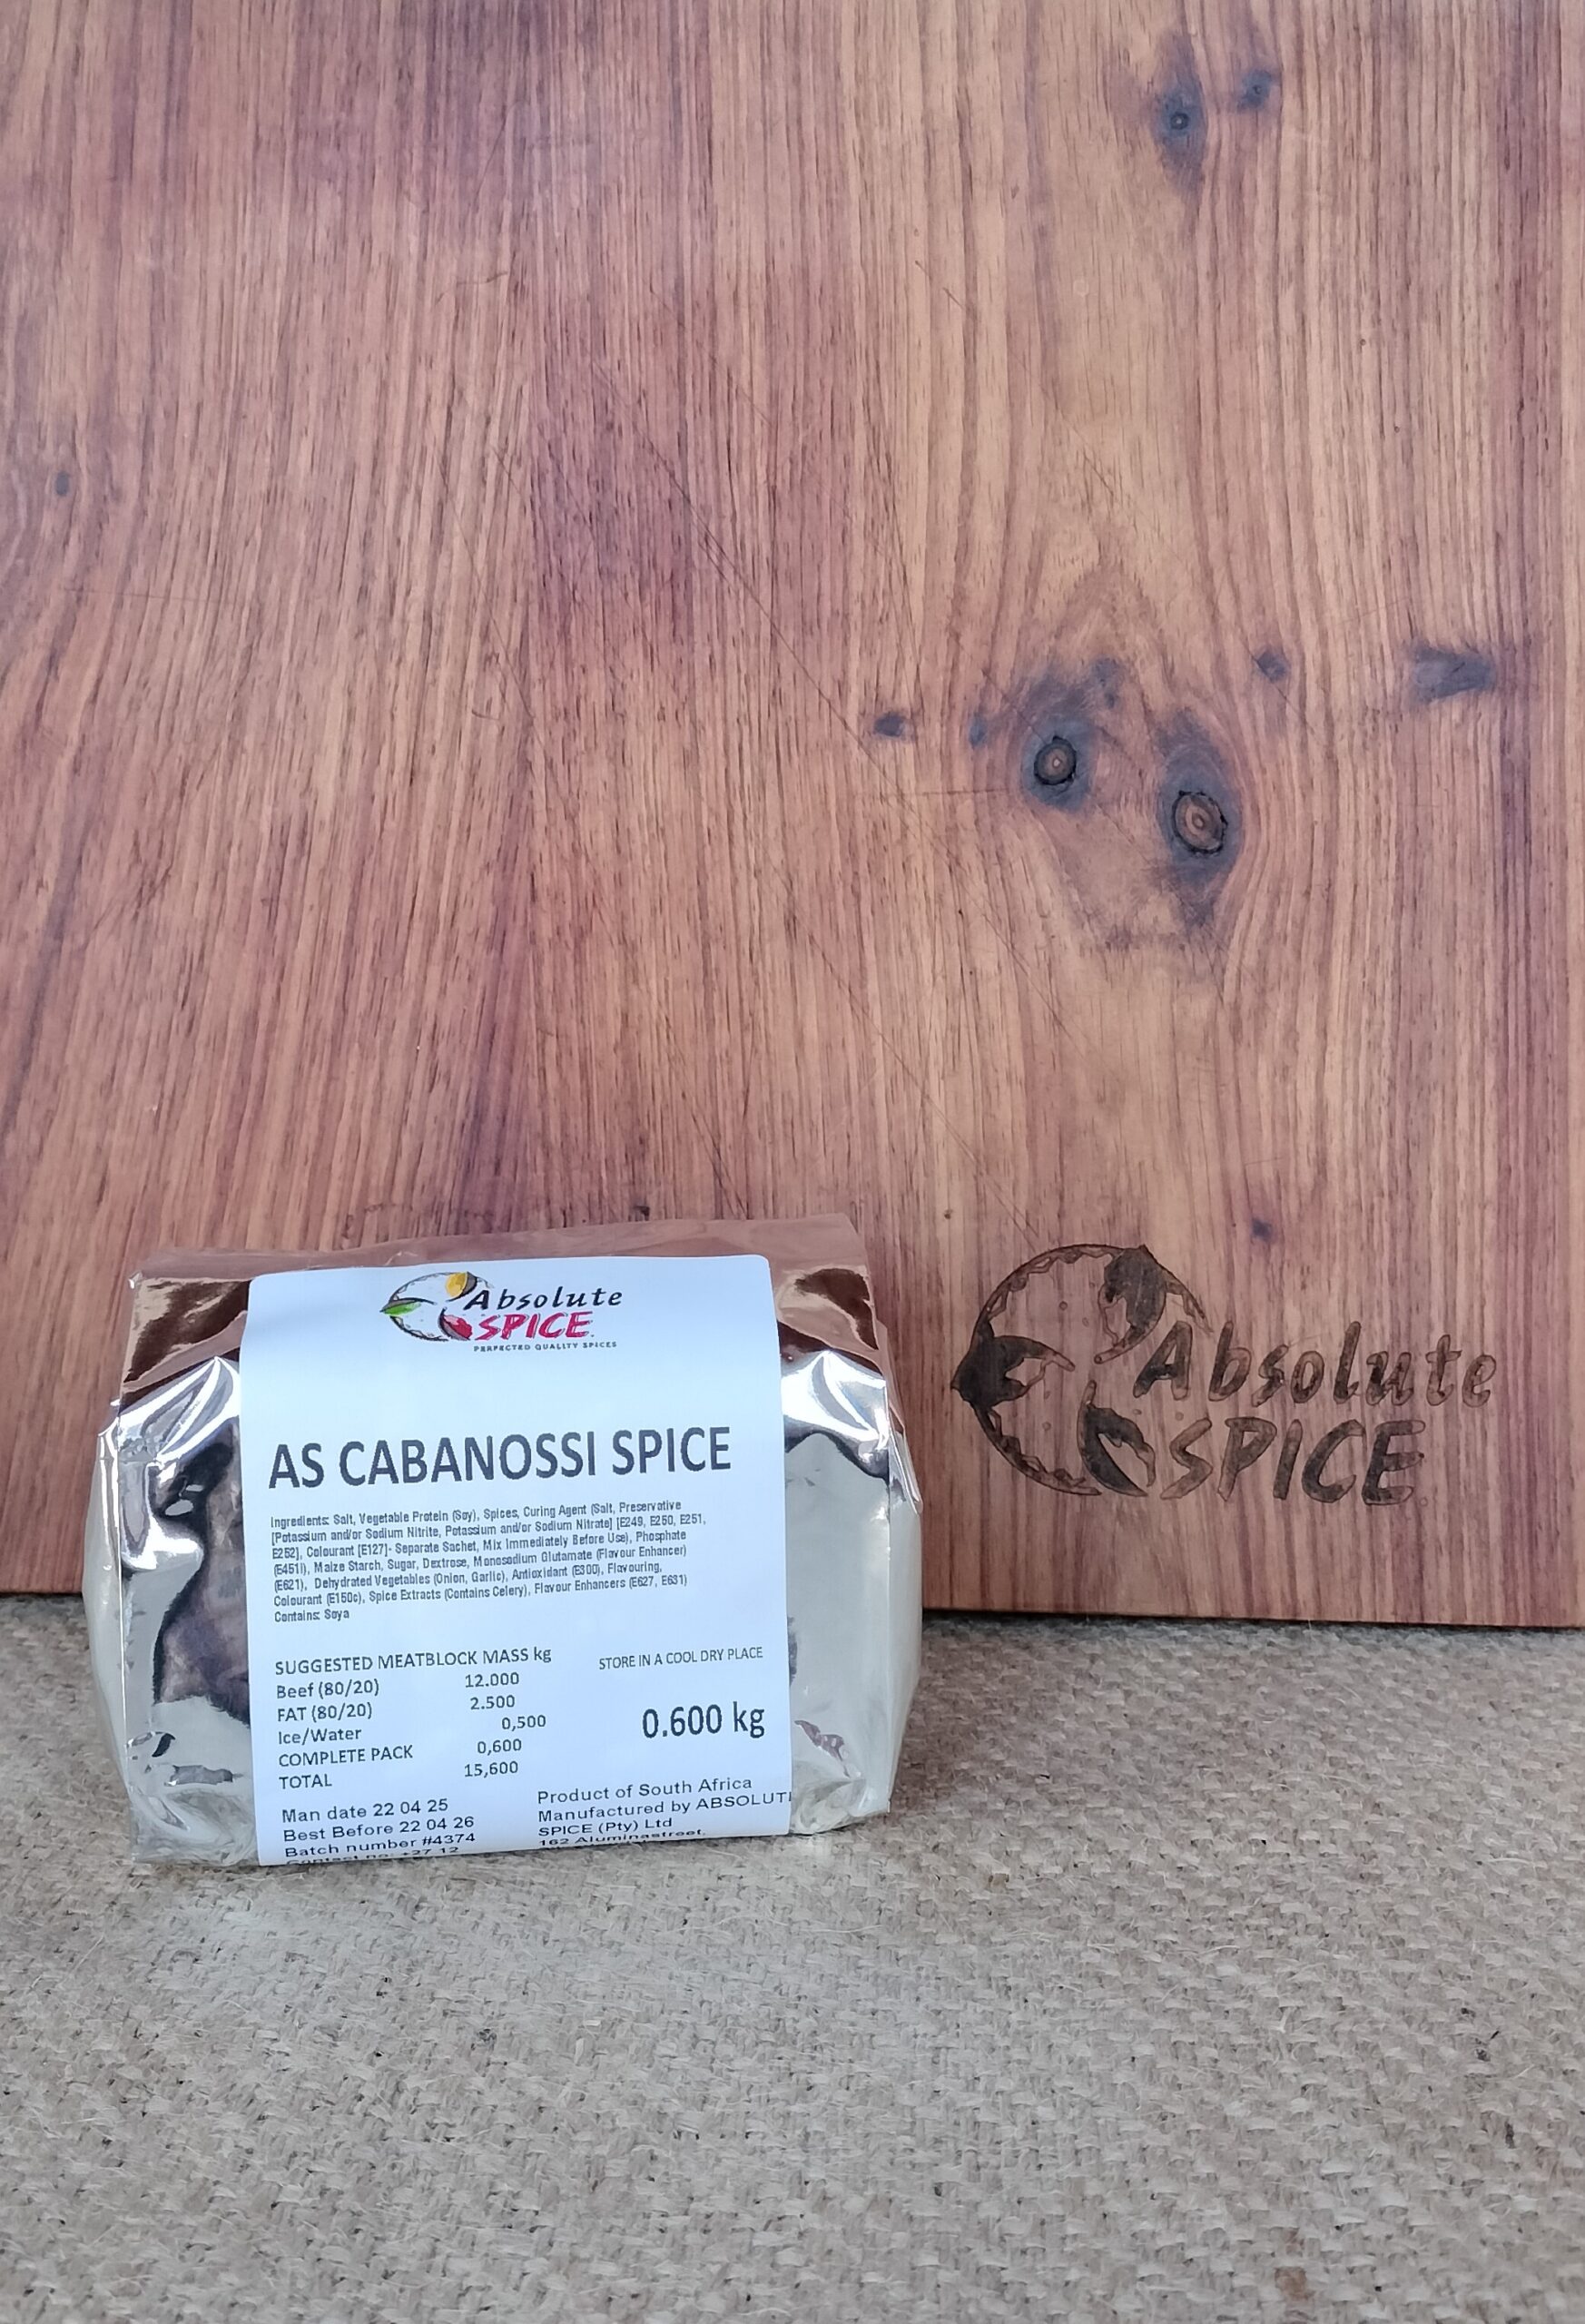 Absolute
SPICE
PERFECTED QUALITY SPICES
AS CABANOSSI SPICE
Ingredients: Salt, Vegetable Protein (Soy), Spices, Curing Agent (Salt, Preservative
[Potassium and/or Sodium Nitrite, Potassium and/or Sodium Nitrate] [E249, E250, E251,
E252], Colourant [E127]- Separate Sachet, Mix Immediately Before Use), Phosphate
(E451i), Maize Starch, Sugar, Dextrose, Monosodium Glutamate (Flavour Enhancer)
(E621), Dehydrated Vegetables (Onion, Garlic), Antioxidant (E300), Flavouring,
Colourant (E150c), Spice Extracts (Contains Celery), Flavour Enhancers (E627, E631)
Contains: Soya
SUGGESTED MEATBLOCK MASS kg
Beef (80/20) 12.000
FAT (80/20) 2.500
Ice/Water 0,500
COMPLETE PACK 0,600
TOTAL 15,600
STORE IN A COOL DRY PLACE
0.600 kg
Man date 22 04 25
Best Before 22 04 26
Batch number #4374
Contact no: +27 12
Product of South Africa
Manufactured by ABSOLUTE
SPICE (Pty) Ltd
162 Aluminastreet,
Absolute
SPICE